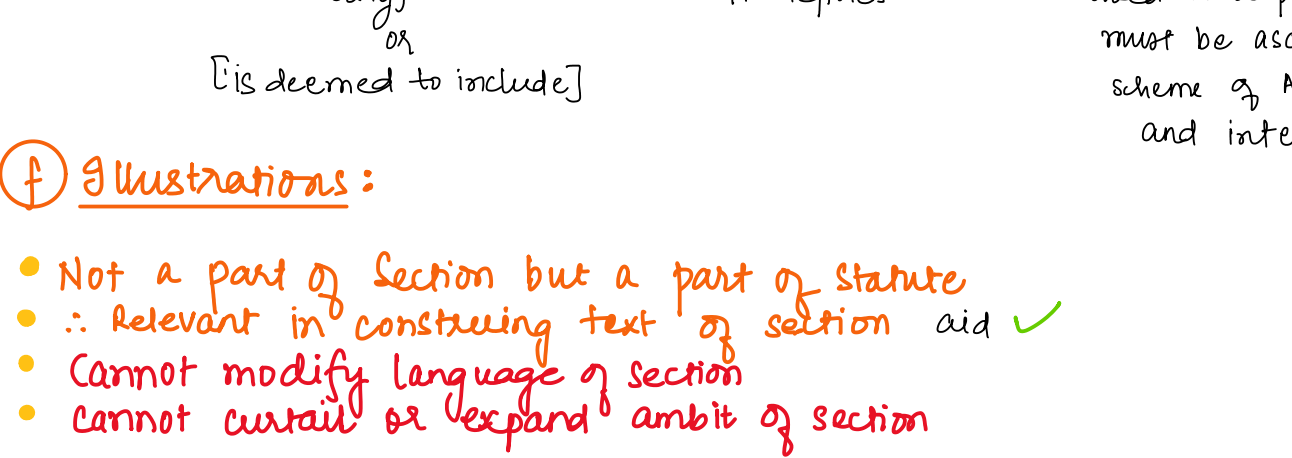 or
[is deemed to include]
must be
scheme of
and
f Illustrations:
Not a part of Section but a part of Statute
∴ Relevant in construing text of section aid ✓
Cannot modify language of section
Cannot curtail or expand ambit of section